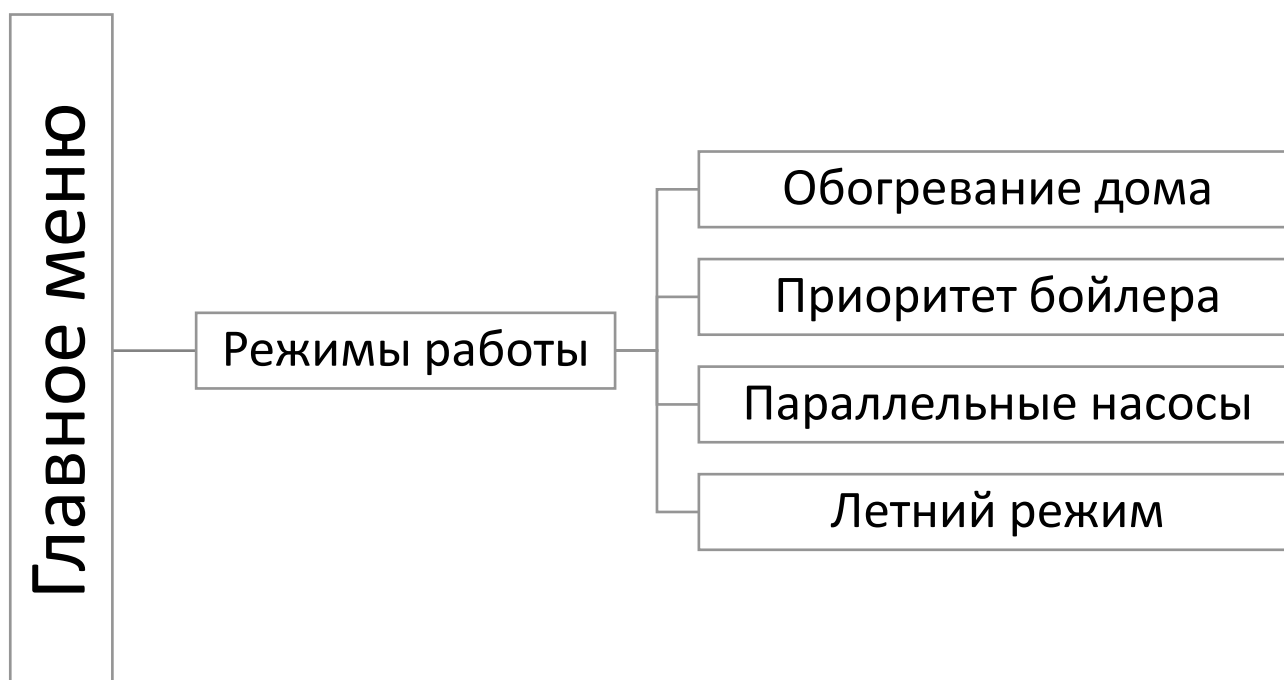 Главное меню
Режимы работы
Обогревание дома
Приоритет бойлера
Параллельные насосы
Летний режим